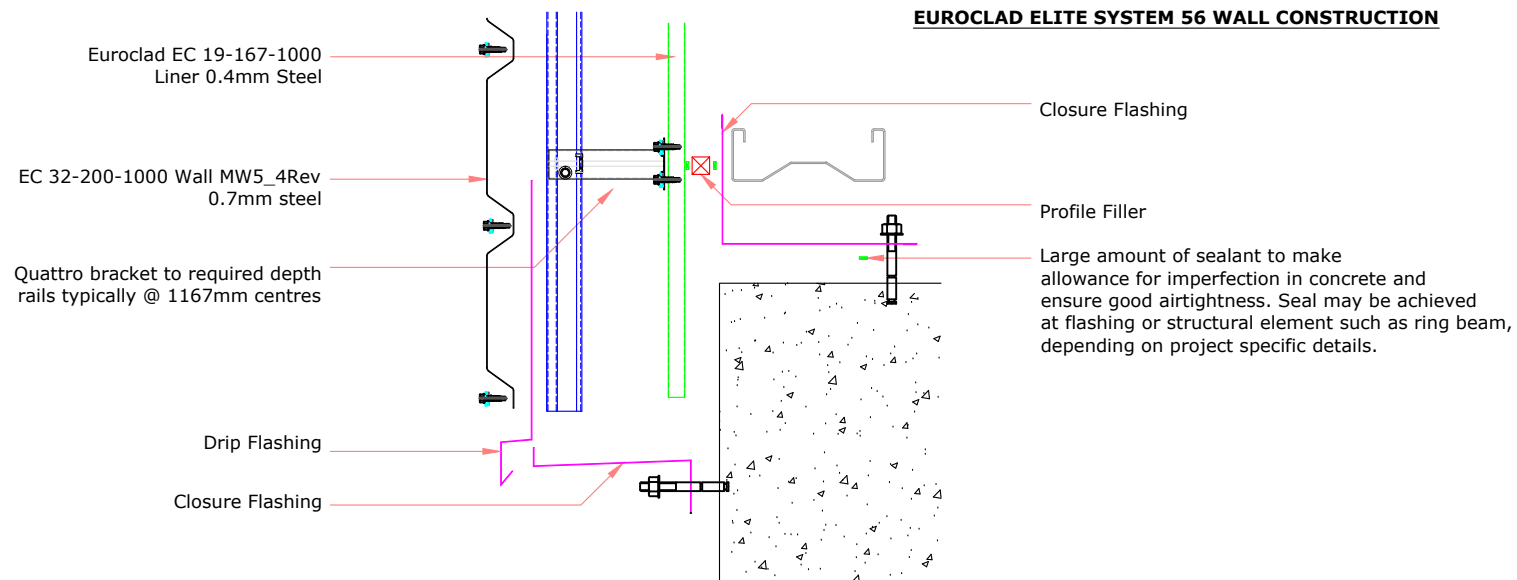 EUROCLAD ELITE SYSTEM 56 WALL CONSTRUCTION
Euroclad EC 19-167-1000
Liner 0.4mm Steel
EC 32-200-1000 Wall MW5_4Rev
0.7mm steel
Quattro bracket to required depth
rails typically @ 1167mm centres
Drip Flashing
Closure Flashing
Closure Flashing
Profile Filler
Large amount of sealant to make
allowance for imperfection in concrete and
ensure good airtightness. Seal may be achieved
at flashing or structural element such as ring beam,
depending on project specific details.